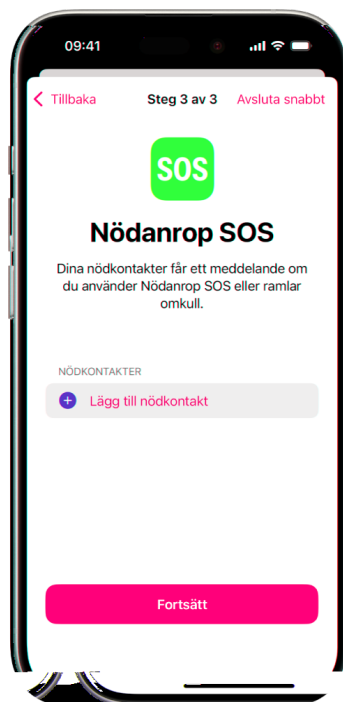 09:41
Tillbaka Steg 3 av 3 Avsluta snabbt
SOS
Nödanrop SOS
Dina nödkontakter får ett meddelande om
du använder Nödanrop SOS eller ramlar
omkull.
NÖDKONTAKTER
Lägg till nödkontakt
Fortsätt